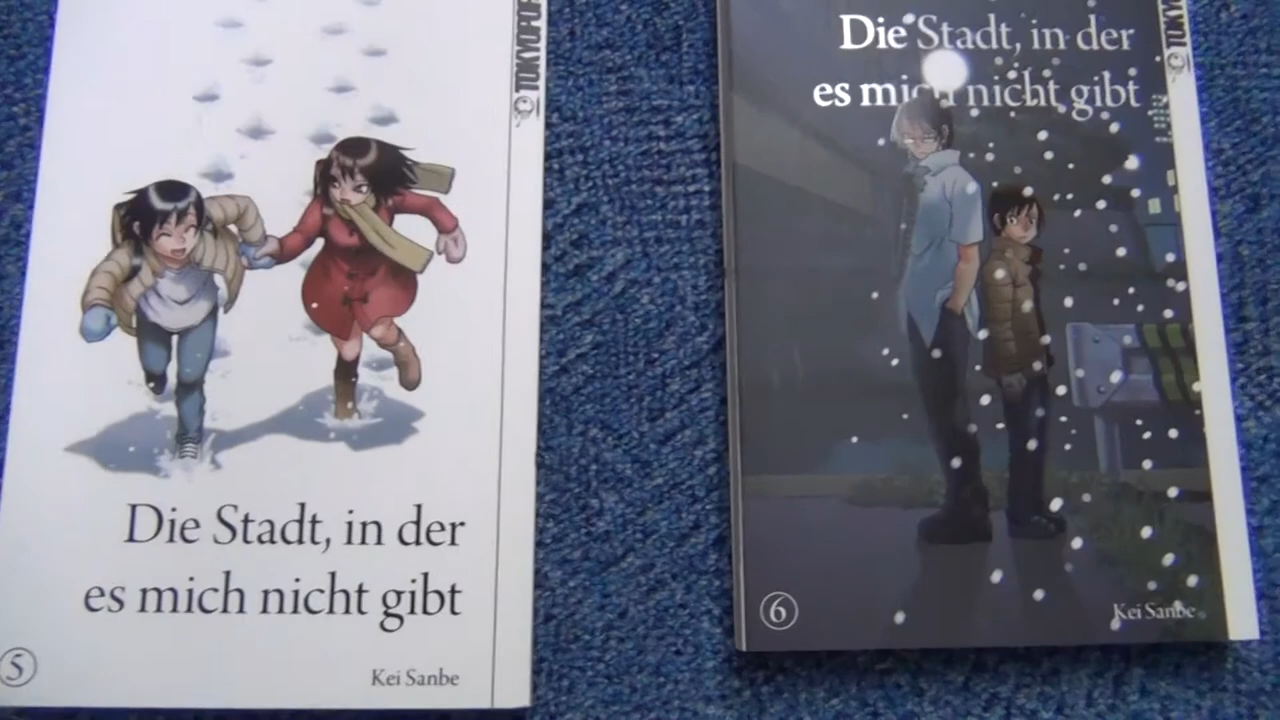 TOKYOPOP
Die Stadt, in der
es mich nicht gibt
5
Kei Sanbe
Die Stadt, in der
es mich nicht gibt
TOKY
6
Kei Sanbe